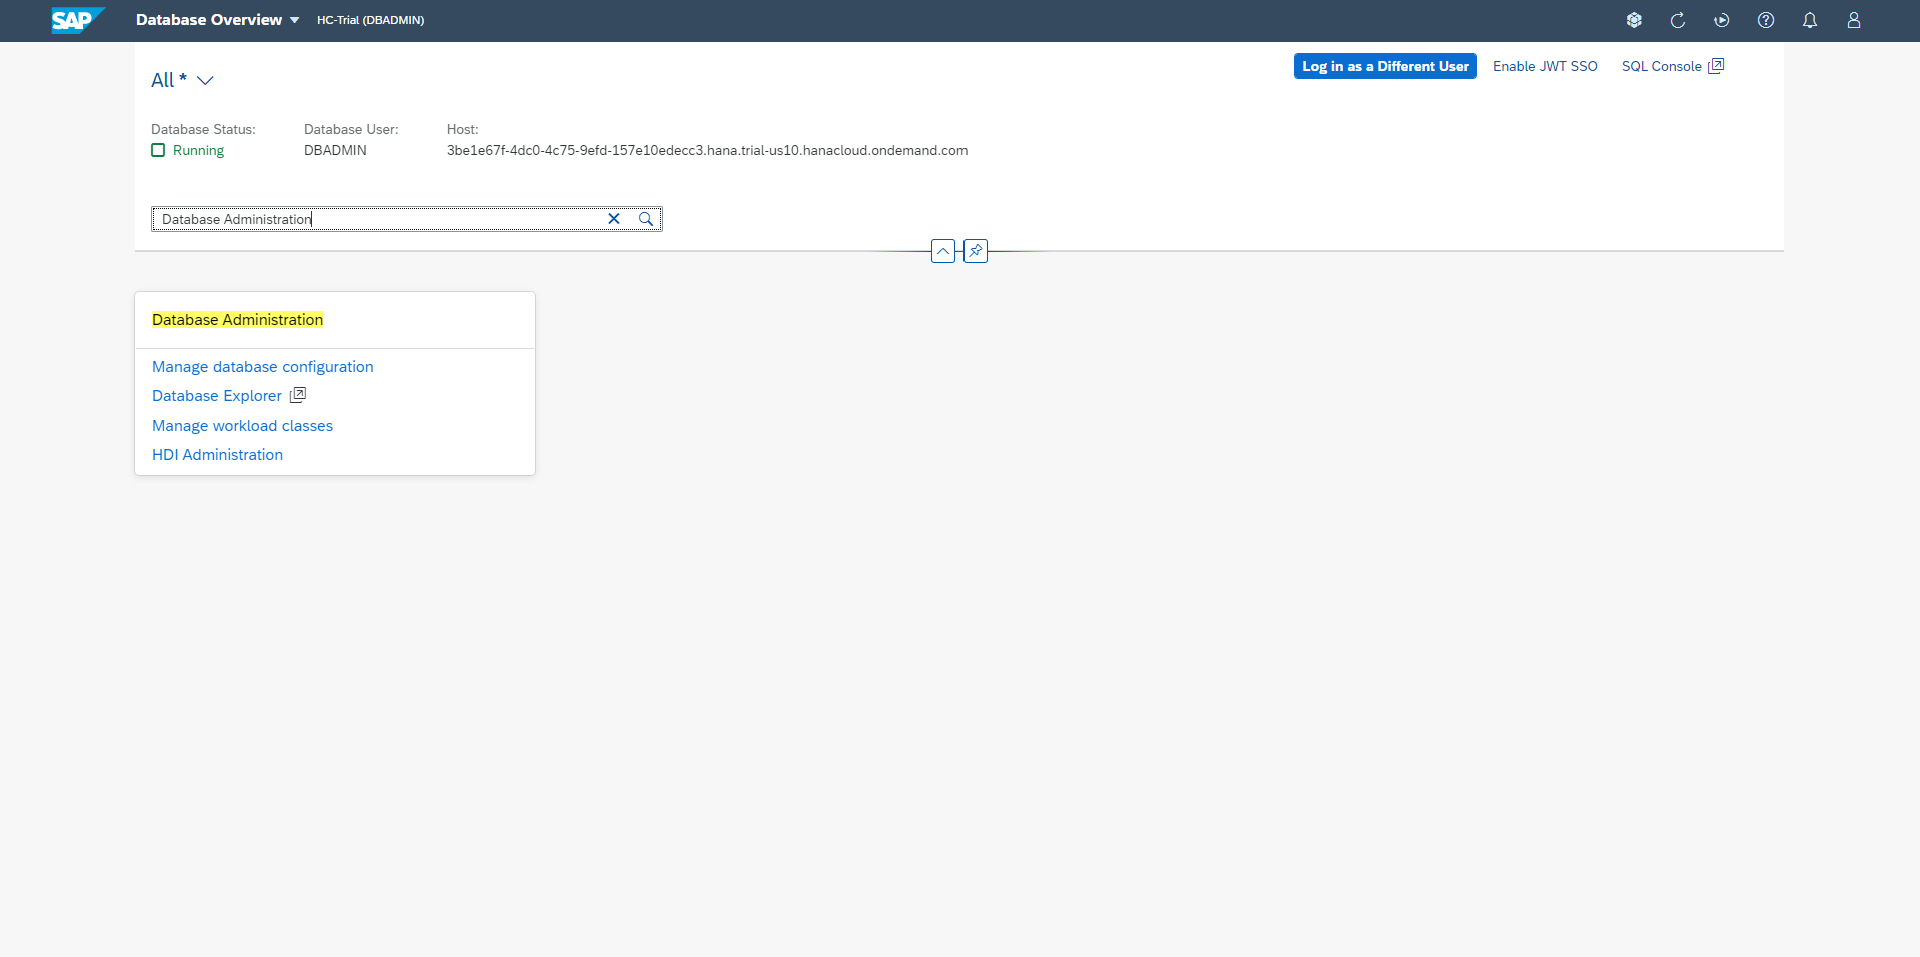 SAP Database Overview HC-Trial (DBADMIN)
All *
Log in as a Different User Enable JWT SSO SQL Console
Database Status: Database User: Host:
Running DBADMIN 3be1e67f-4dc0-4c75-9efd-157e10edecc3.hana.trial-us10.hanacloud.ondemand.com
Database Administration
Database Administration
Manage database configuration
Database Explorer
Manage workload classes
HDI Administration